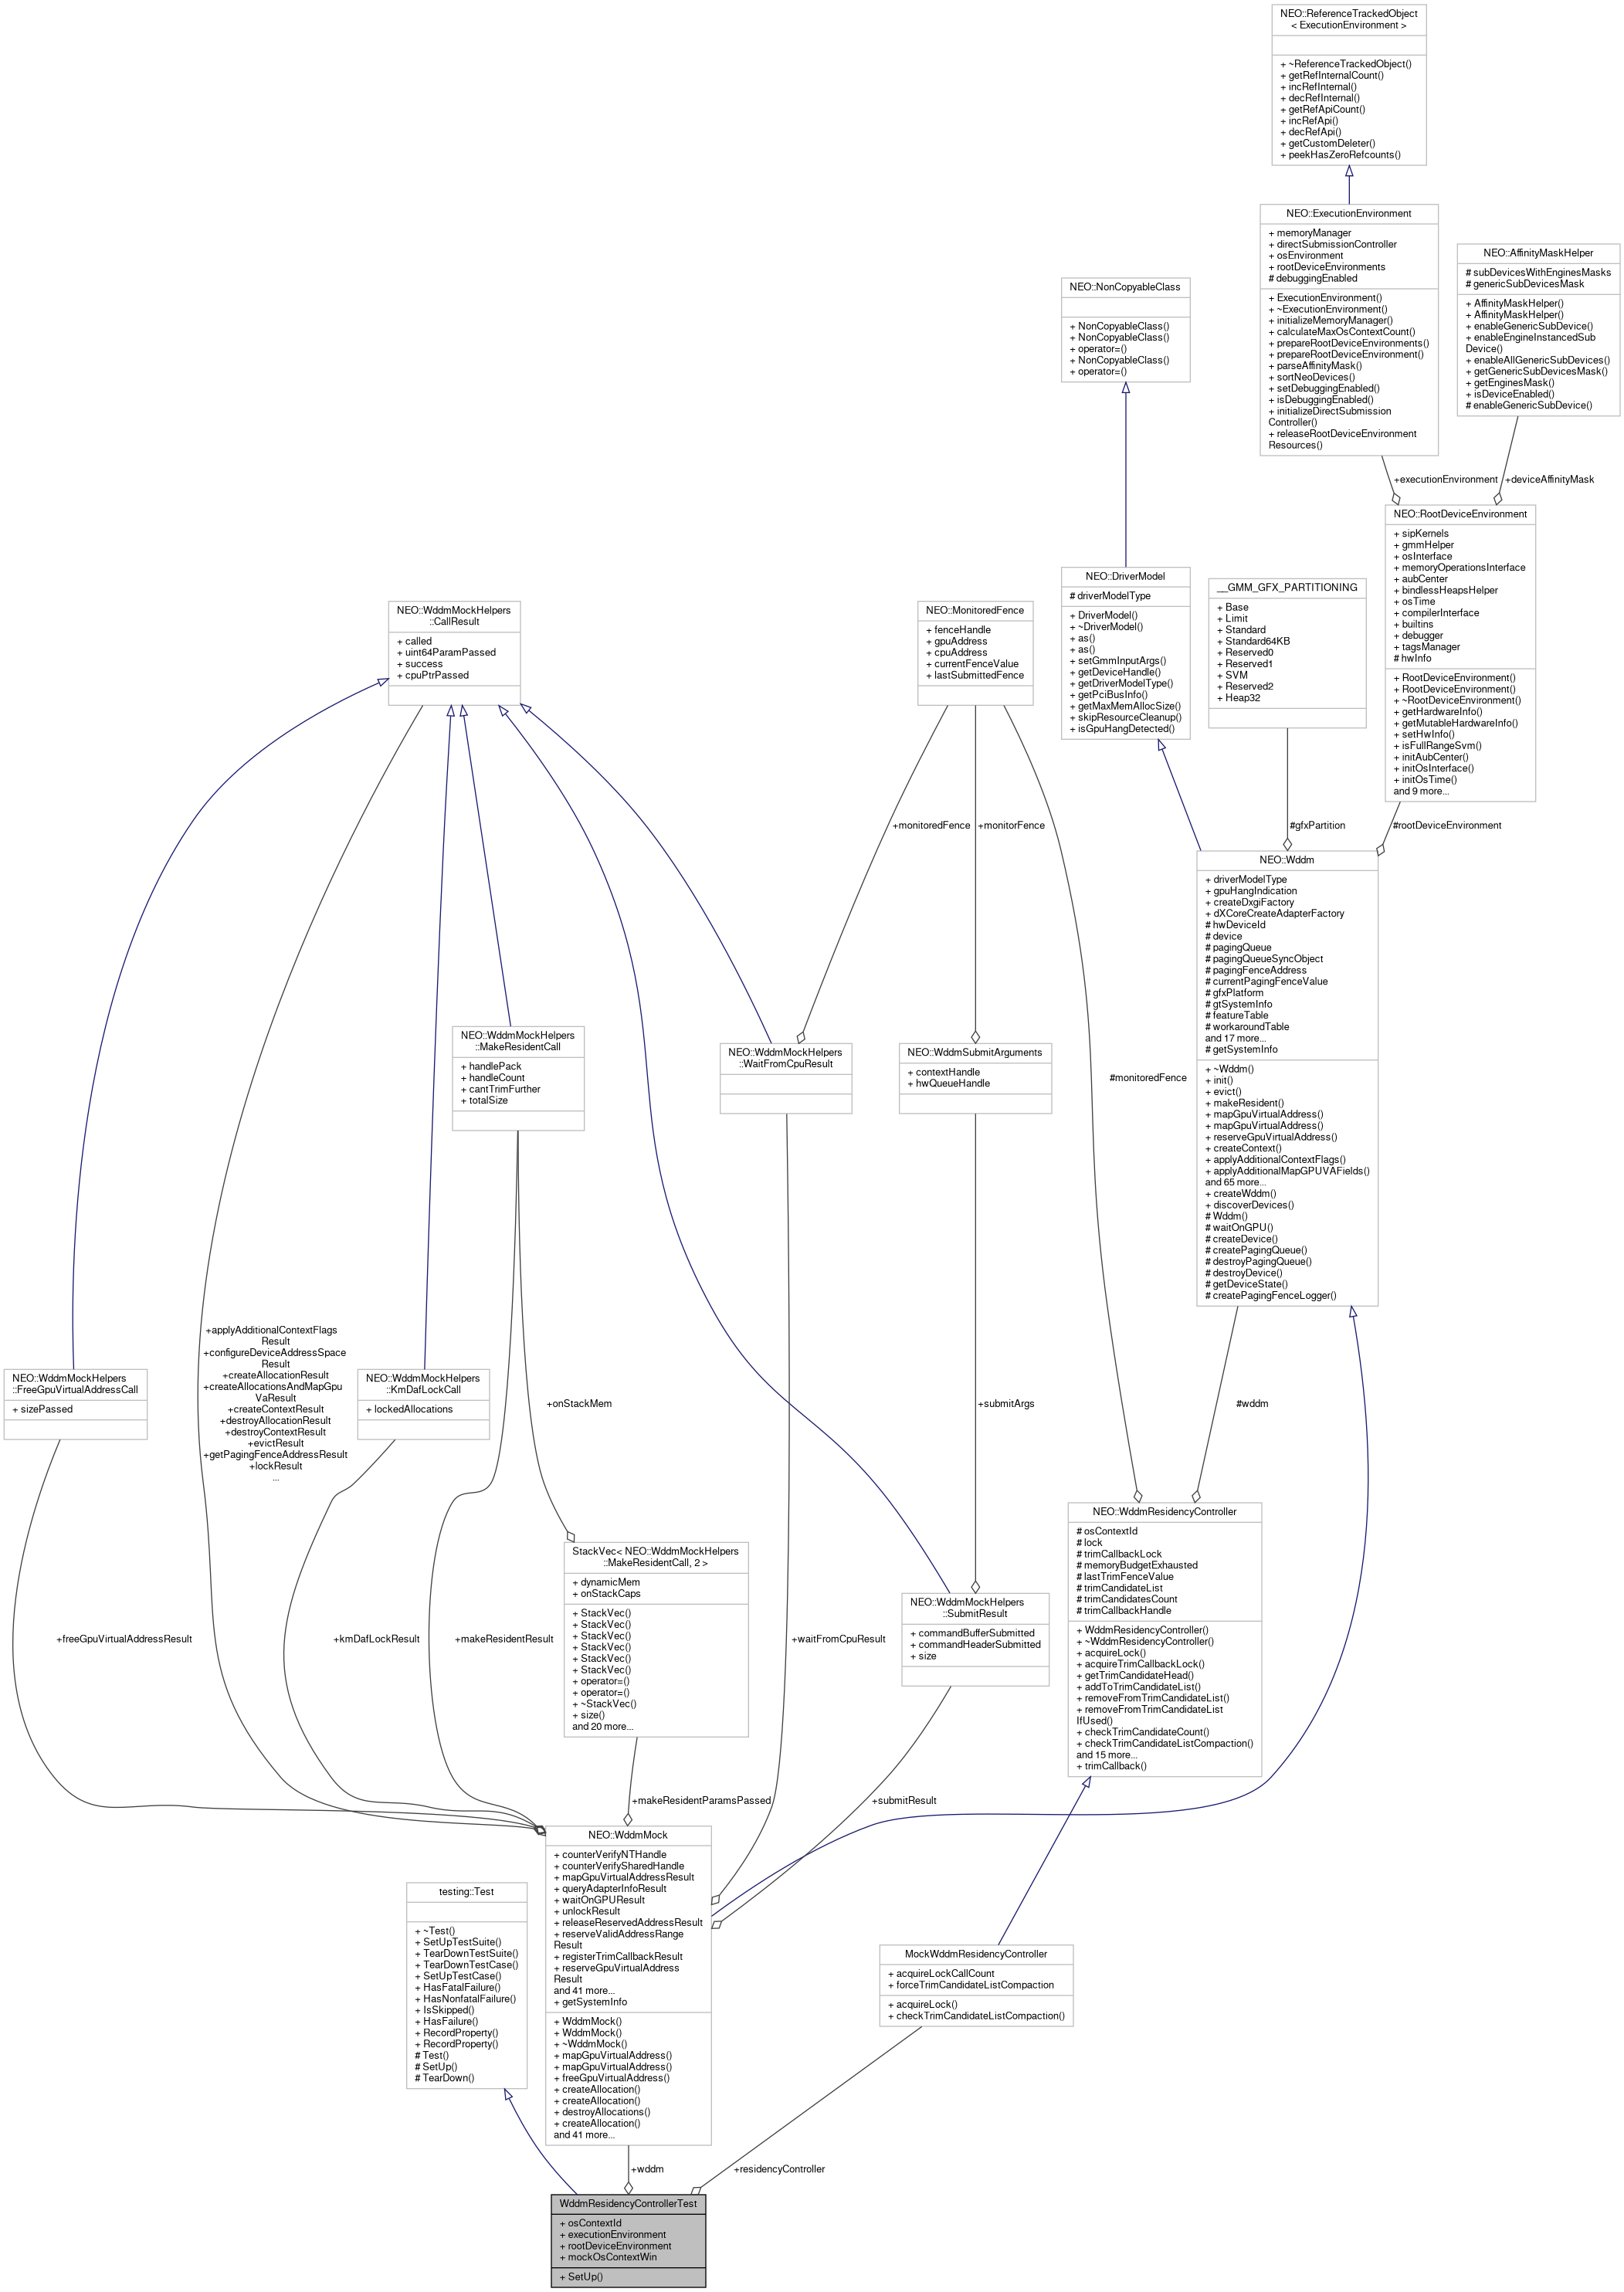 NEO::ReferenceTrackedObject
< ExecutionEnvironment >
+ ~ReferenceTrackedObject()
+ getRefInternalCount()
+ incRefInternal()
+ decRefInternal()
+ getRefApiCount()
+ incRefApi()
+ decRefApi()
+ getCustomDeleter()
+ peekHasZeroRefcounts()
NEO::ExecutionEnvironment
+ memoryManager
+ directSubmissionController
+ osEnvironment
+ rootDeviceEnvironments
# debuggingEnabled
+ ExecutionEnvironment()
+ ~ExecutionEnvironment()
+ initializeMemoryManager()
+ calculateMaxOsContextCount()
+ prepareRootDeviceEnvironments()
+ prepareRootDeviceEnvironment()
+ parseAffinityMask()
+ sortNeoDevices()
+ setDebuggingEnabled()
+ isDebuggingEnabled()
+ initializeDirectSubmission
Controller()
+ releaseRootDeviceEnvironment
Resources()
NEO::AffinityMaskHelper
# subDevicesWithEnginesMasks
# genericSubDevicesMask
+ AffinityMaskHelper()
+ AffinityMaskHelper()
+ enableGenericSubDevice()
+ enableEngineInstancedSub
Device()
+ enableAllGenericSubDevices()
+ getGenericSubDevicesMask()
+ getEnginesMask()
+ isDeviceEnabled()
# enableGenericSubDevice()
NEO::NonCopyableClass
+ NonCopyableClass()
+ NonCopyableClass()
+ operator=()
+ NonCopyableClass()
+ operator=()
+executionEnvironment
+deviceAffinityMask
NEO::RootDeviceEnvironment
+ sipKernels
+ gmmHelper
+ osInterface
+ memoryOperationsInterface
+ aubCenter
+ bindlessHeapsHelper
+ osTime
+ compilerInterface
+ builtins
+ debugger
+ tagsManager
# hwInfo
+ RootDeviceEnvironment()
+ RootDeviceEnvironment()
+ ~RootDeviceEnvironment()
+ getHardwareInfo()
+ getMutableHardwareInfo()
+ setHwInfo()
+ isFullRangeSvm()
+ initAubCenter()
+ initOsInterface()
+ initOsTime()
and 9 more...
NEO::DriverModel
# driverModelType
+ DriverModel()
+ ~DriverModel()
+ as()
+ as()
+ setGmmInputArgs()
+ getDeviceHandle()
+ getDriverModelType()
+ getPciBusInfo()
+ getMaxMemAllocSize()
+ skipResourceCleanup()
+ isGpuHangDetected()
__GMM_GFX_PARTITIONING
+ Base
+ Limit
+ Standard
+ Standard64KB
+ Reserved0
+ Reserved1
+ SVM
+ Reserved2
+ Heap32
NEO::WddmMockHelpers
::CallResult
+ called
+ uint64ParamPassed
+ success
+ cpuPtrPassed
NEO::MonitoredFence
+ fenceHandle
+ gpuAddress
+ cpuAddress
+ currentFenceValue
+ lastSubmittedFence
+monitoredFence
+monitorFence
#gfxPartition
#rootDeviceEnvironment
NEO::Wddm
+ driverModelType
+ gpuHangIndication
+ createDxgiFactory
+ dXCoreCreateAdapterFactory
# hwDeviceId
# device
# pagingQueue
# pagingQueueSyncObject
# pagingFenceAddress
# currentPagingFenceValue
# gfxPlatform
# gtSystemInfo
# featureTable
# workaroundTable
and 17 more...
# getSystemInfo
+ ~Wddm()
+ init()
+ evict()
+ makeResident()
+ mapGpuVirtualAddress()
+ mapGpuVirtualAddress()
+ reserveGpuVirtualAddress()
+ createContext()
+ applyAdditionalContextFlags()
+ applyAdditionalMapGPUVAFields()
and 65 more...
+ createWddm()
+ discoverDevices()
# Wddm()
# waitOnGPU()
# createDevice()
# createPagingQueue()
# destroyPagingQueue()
# destroyDevice()
# getDeviceState()
# createPagingFenceLogger()
NEO::WddmMockHelpers
::MakeResidentCall
+ handlePack
+ handleCount
+ cantTrimFurther
+ totalSize
NEO::WddmMockHelpers
::WaitFromCpuResult
NEO::WddmSubmitArguments
+ contextHandle
+ hwQueueHandle
#monitoredFence
+applyAdditionalContextFlags
Result
+configureDeviceAddressSpace
Result
+createAllocationResult
+createAllocationsAndMapGpu
VaResult
+createContextResult
+destroyAllocationResult
+destroyContextResult
+evictResult
+getPagingFenceAddressResult
+lockResult
...
NEO::WddmMockHelpers
::FreeGpuVirtualAddressCall
+ sizePassed
NEO::WddmMockHelpers
::KmDafLockCall
+ lockedAllocations
+onStackMem
+submitArgs
#wddm
NEO::WddmResidencyController
# osContextId
# lock
# trimCallbackLock
# memoryBudgetExhausted
# lastTrimFenceValue
# trimCandidateList
# trimCandidatesCount
# trimCallbackHandle
+ WddmResidencyController()
+ ~WddmResidencyController()
+ acquireLock()
+ acquireTrimCallbackLock()
+ getTrimCandidateHead()
+ addToTrimCandidateList()
+ removeFromTrimCandidateList()
+ removeFromTrimCandidateList
IfUsed()
+ checkTrimCandidateCount()
+ checkTrimCandidateListCompaction()
and 15 more...
+ trimCallback()
StackVec< NEO::WddmMockHelpers
::MakeResidentCall, 2 >
+ dynamicMem
+ onStackCaps
+ StackVec()
+ StackVec()
+ StackVec()
+ StackVec()
+ StackVec()
+ StackVec()
+ operator=()
+ operator=()
+ ~StackVec()
+ size()
and 20 more...
NEO::WddmMockHelpers
::SubmitResult
+ commandBufferSubmitted
+ commandHeaderSubmitted
+ size
+freeGpuVirtualAddressResult
+kmDafLockResult
+makeResidentResult
+waitFromCpuResult
+makeResidentParamsPassed
+submitResult
NEO::WddmMock
+ counterVerifyNTHandle
+ counterVerifySharedHandle
+ mapGpuVirtualAddressResult
+ queryAdapterInfoResult
+ waitOnGPUResult
+ unlockResult
+ releaseReservedAddressResult
+ reserveValidAddressRange
Result
+ registerTrimCallbackResult
+ reserveGpuVirtualAddress
Result
and 41 more...
+ getSystemInfo
+ WddmMock()
+ WddmMock()
+ ~WddmMock()
+ mapGpuVirtualAddress()
+ mapGpuVirtualAddress()
+ freeGpuVirtualAddress()
+ createAllocation()
+ createAllocation()
+ destroyAllocations()
+ createAllocation()
and 41 more...
testing::Test
+ ~Test()
+ SetUpTestSuite()
+ TearDownTestSuite()
+ TearDownTestCase()
+ SetUpTestCase()
+ HasFatalFailure()
+ HasNonfatalFailure()
+ IsSkipped()
+ HasFailure()
+ RecordProperty()
+ RecordProperty()
# Test()
# SetUp()
# TearDown()
MockWddmResidencyController
+ acquireLockCallCount
+ forceTrimCandidateListCompaction
+ acquireLock()
+ checkTrimCandidateListCompaction()
+wddm
+residencyController
WddmResidencyControllerTest
+ osContextId
+ executionEnvironment
+ rootDeviceEnvironment
+ mockOsContextWin
+ SetUp()